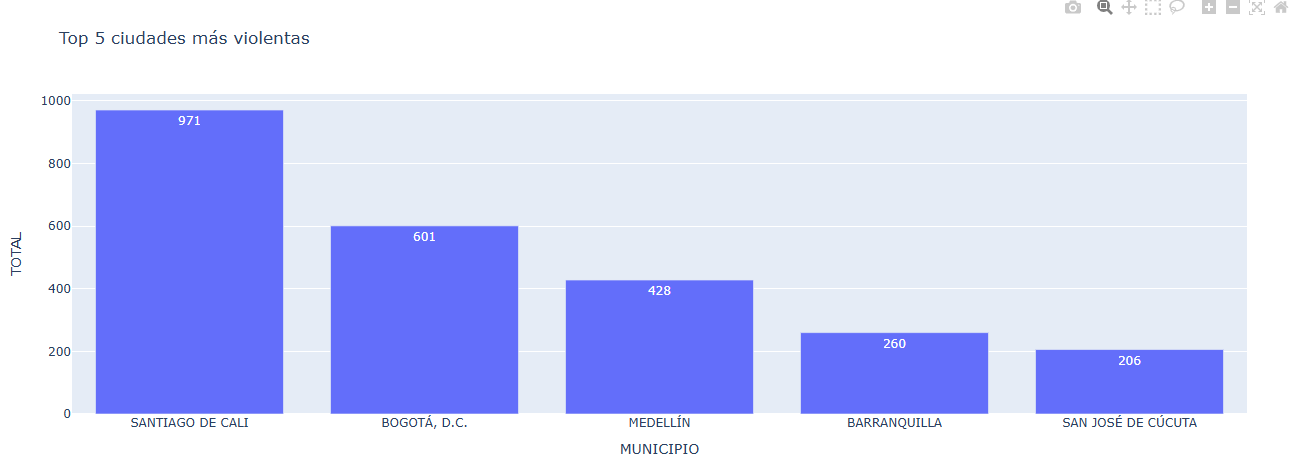 Top 5 ciudades más violentas
TOTAL
1000
800
600
400
200
0
971
601
428
260
206
SANTIAGO DE CALI
BOGOTÁ, D.C.
MEDELLÍN
BARRANQUILLA
SAN JOSÉ DE CÚCUTA
MUNICIPIO